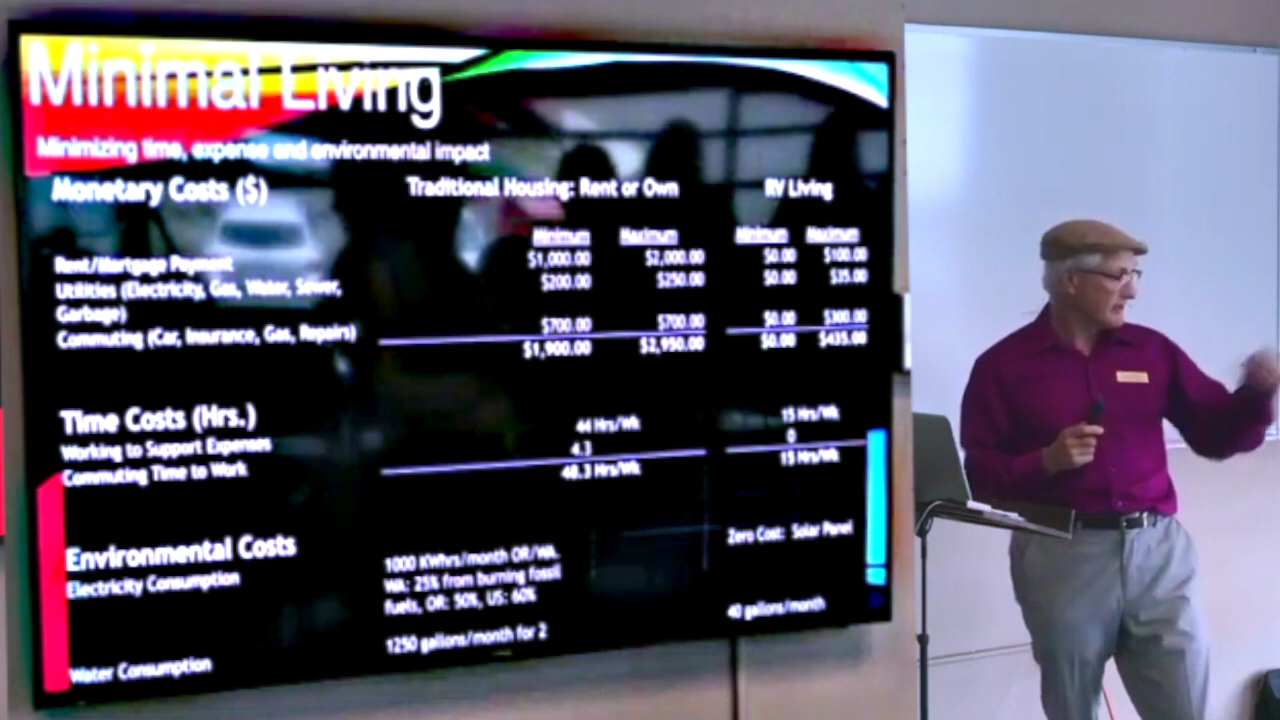 Minimal Living
Minimizing time, expense and environmental impact
Monetary Costs ($) Traditional Housing: Rent or Own RV Living
Minimum Maximum Minimum Maximum
Rent/Mortgage Payment $1,000.00 $2,000.00 $0.00 $100.00
Utilities (Electricity, Gas, Water, Sewer, $200.00 $250.00 $0.00 $35.00
Garbage)
Commuting (Car, Insurance, Gas, Repairs) $700.00 $700.00 $0.00 $300.00
$1,900.00 $2,950.00 $0.00 $435.00
Time Costs (Hrs.)
Working to Support Expenses 44 Hrs/Wk 15 Hrs/Wk
Commuting Time to Work 4.3 0
48.3 Hrs/Wk 15 Hrs/Wk
Environmental Costs
Electricity Consumption 1000 KWhrs/month OR/WA. Zero Cost: Solar Panel
WA: 25% from burning fossil
fuels, OR: 50%, US: 60%
Water Consumption 1250 gallons/month for 2 40 gallons/month